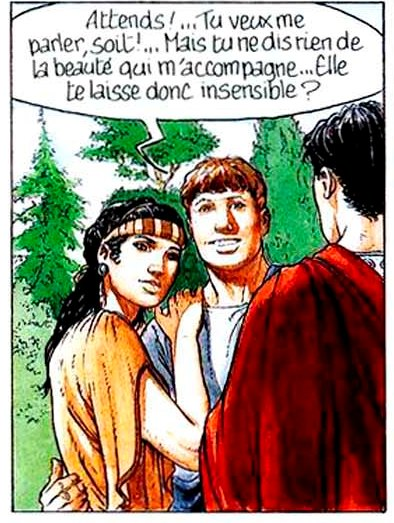 Attends!... Tu veux me
parler, soit!... Mais tu ne dis rien de
la beauté qui m'accompagne... Elle
te laisse donc insensible ?